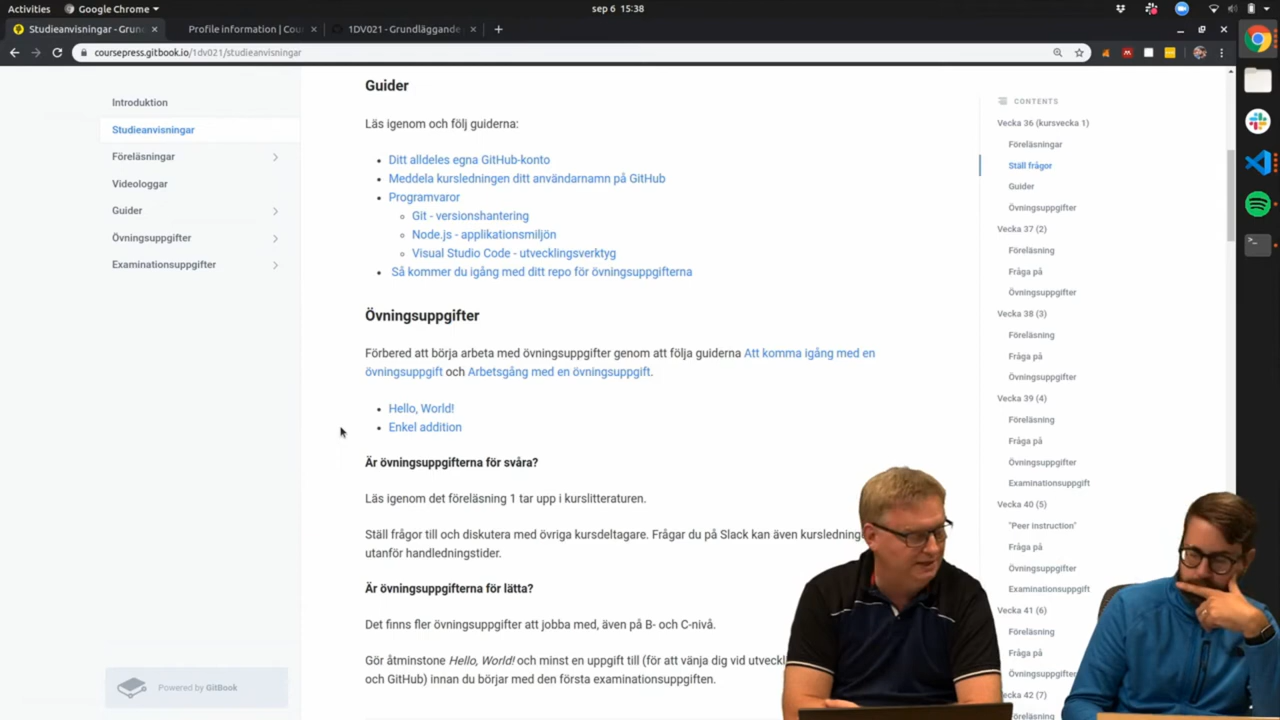 Activities
Google Chrome
sep 6 15:38
Studieanvisningar - Grun
Profile information | Cou
1DV021 - Grundläggande
coursepress.gitbook.io/1dv021/studieanvisningar
Introduktion
Studieanvisningar
Föreläsningar
Videologgar
Guider
Övningsuppgifter
Examinationsuppgifter
Powered by GitBook
Guider
Läs igenom och följ guiderna:
Ditt alldeles egna GitHub-konto
Meddela kursledningen ditt användarnamn på GitHub
Programvaror
Git - versionshantering
Node.js - applikationsmiljön
Visual Studio Code - utvecklingsverktyg
Så kommer du igång med ditt repo för övningsuppgifterna
Övningsuppgifter
Förbered att börja arbeta med övningsuppgifter genom att följa guiderna Att komma igång med en
övningsuppgift och Arbetsgång med en övningsuppgift.
Hello, World!
Enkel addition
Är övningsuppgifterna för svåra?
Läs igenom det föreläsning 1 tar upp i kurslitteraturen.
Ställ frågor till och diskutera med övriga kursdeltagare. Frågar du på Slack kan även kursledninge
utanför handledningstider.
Är övningsuppgifterna för lätta?
Det finns fler övningsuppgifter att jobba med, även på B- och C-nivå.
Gör åtminstone Hello, World! och minst en uppgift till (för att vänja dig vid utveckl
och GitHub) innan du börjar med den första examinationsuppgiften.
CONTENTS
Vecka 36 (kursvecka 1)
Föreläsningar
Ställ frågor
Guider
Övningsuppgifter
Vecka 37 (2)
Föreläsning
Fråga på
Övningsuppgifter
Vecka 38 (3)
Föreläsning
Fråga på
Övningsuppgifter
Vecka 39 (4)
Föreläsning
Fråga på
Övningsuppgifter
Examinationsuppgift
Vecka 40 (5)
"Peer instruction"
Fråga på
Övningsuppgifter
Examinationsuppgift
Vecka 41 (6)
Föreläsning
Fråga på
Övningsuppgifter
Vecka 42 (7)
Föreläsning